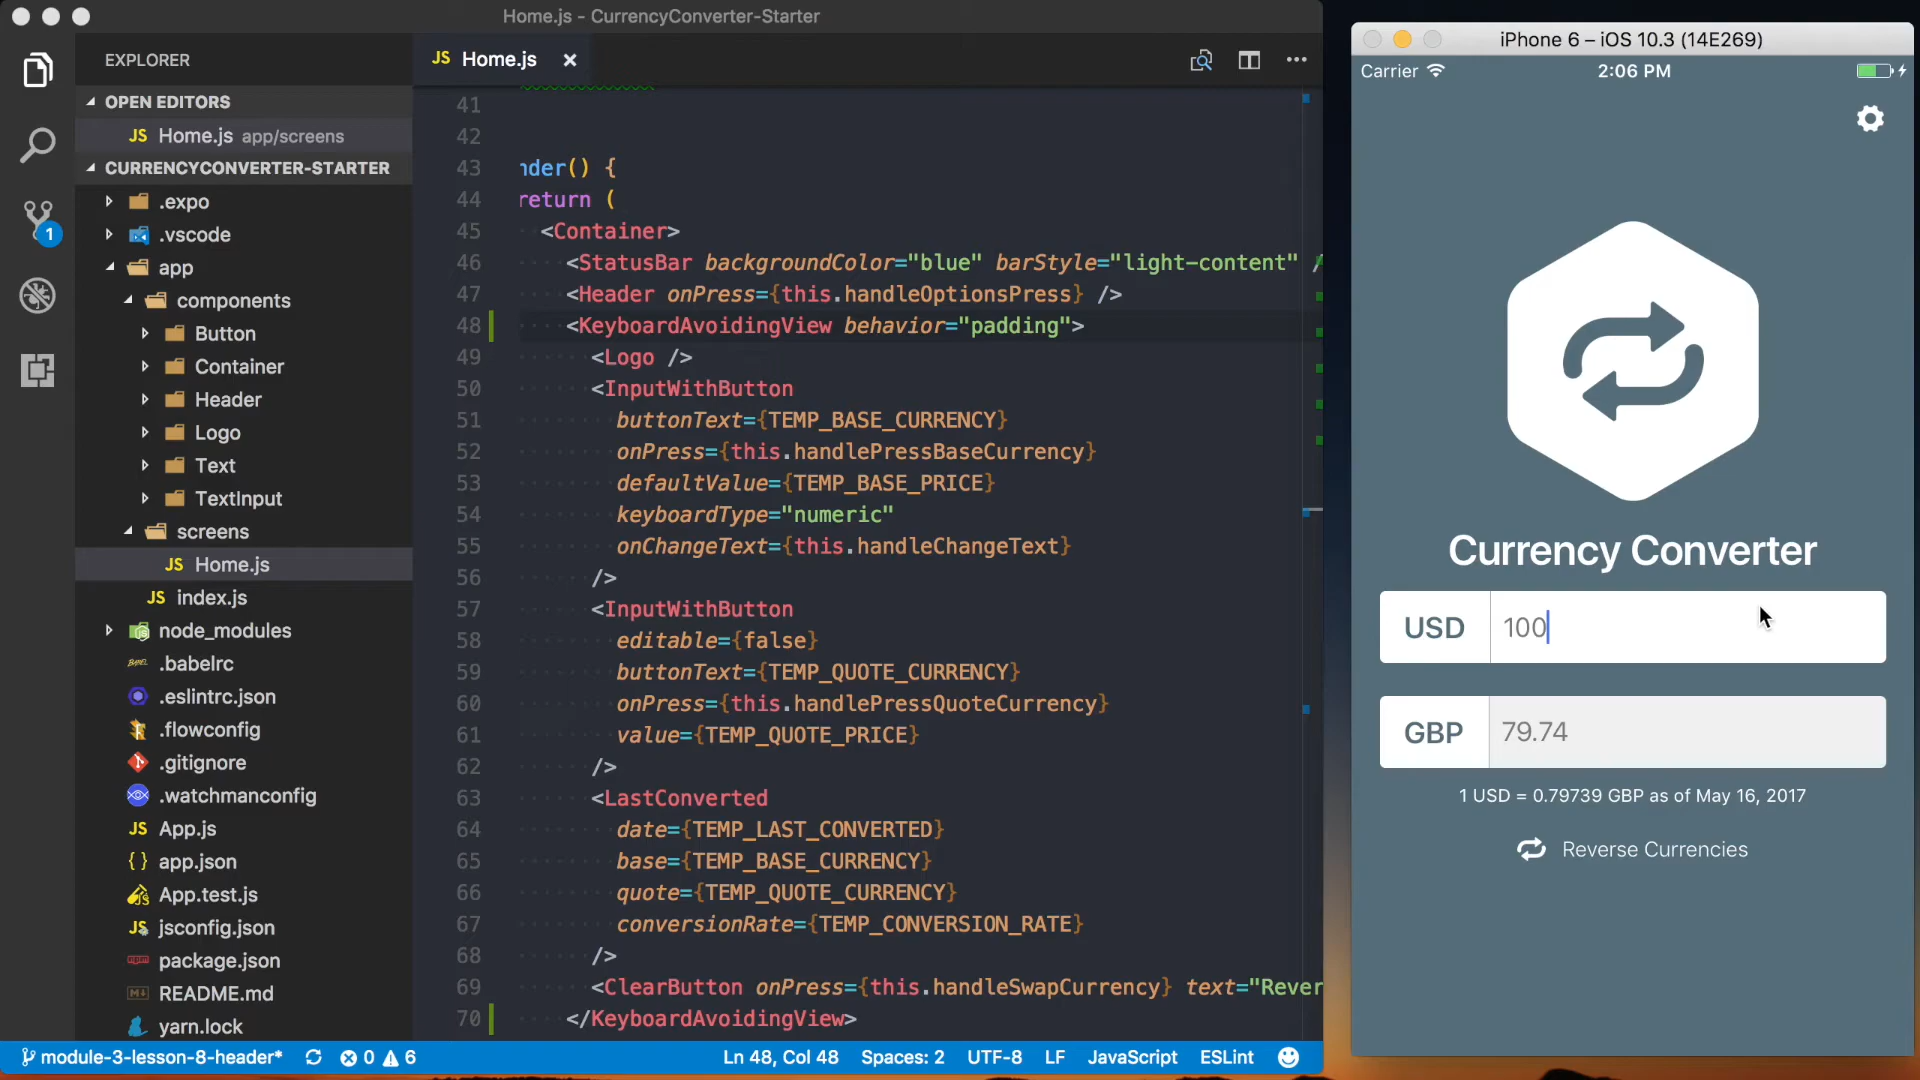 Home.js - CurrencyConverter-Starter
EXPLORER
OPEN EDITORS
JS Home.js app/screens
CURRENCYCONVERTER-STARTER
.expo
.vscode
app
components
Button
Container
Header
Logo
Text
TextInput
screens
JS Home.js
JS index.js
node_modules
.babelrc
.eslintrc.json
.flowconfig
.gitignore
.watchmanconfig
JS App.js
{ } app.json
App.test.js
JS jsconfig.json
package.json
README.md
yarn.lock
1
JS Home.js ×
41
42
43 nder() {
44 return (
45 <Container>
46 <StatusBar backgroundColor="blue" barStyle="light-content" /
47 <Header onPress={this.handleOptionsPress} />
48 <KeyboardAvoidingView behavior="padding">
49 <Logo />
50 <InputWithButton
51 buttonText={TEMP_BASE_CURRENCY}
52 onPress={this.handlePressBaseCurrency}
53 defaultValue={TEMP_BASE_PRICE}
54 keyboardType="numeric"
55 onChangeText={this.handleChangeText}
56 />
57 <InputWithButton
58 editable={false}
59 buttonText={TEMP_QUOTE_CURRENCY}
60 onPress={this.handlePressQuoteCurrency}
61 value={TEMP_QUOTE_PRICE}
62 />
63 <LastConverted
64 date={TEMP_LAST_CONVERTED}
65 base={TEMP_BASE_CURRENCY}
66 quote={TEMP_QUOTE_CURRENCY}
67 conversionRate={TEMP_CONVERSION_RATE}
68 />
69 <ClearButton onPress={this.handleSwapCurrency} text="Rever
70 </KeyboardAvoidingView>
module-3-lesson-8-header* 0 6 Ln 48, Col 48 Spaces: 2 UTF-8 LF JavaScript ESLint
iPhone 6 – iOS 10.3 (14E269)
Carrier 2:06 PM
Currency Converter
USD 100
GBP 79.74
1 USD = 0.79739 GBP as of May 16, 2017
Reverse Currencies